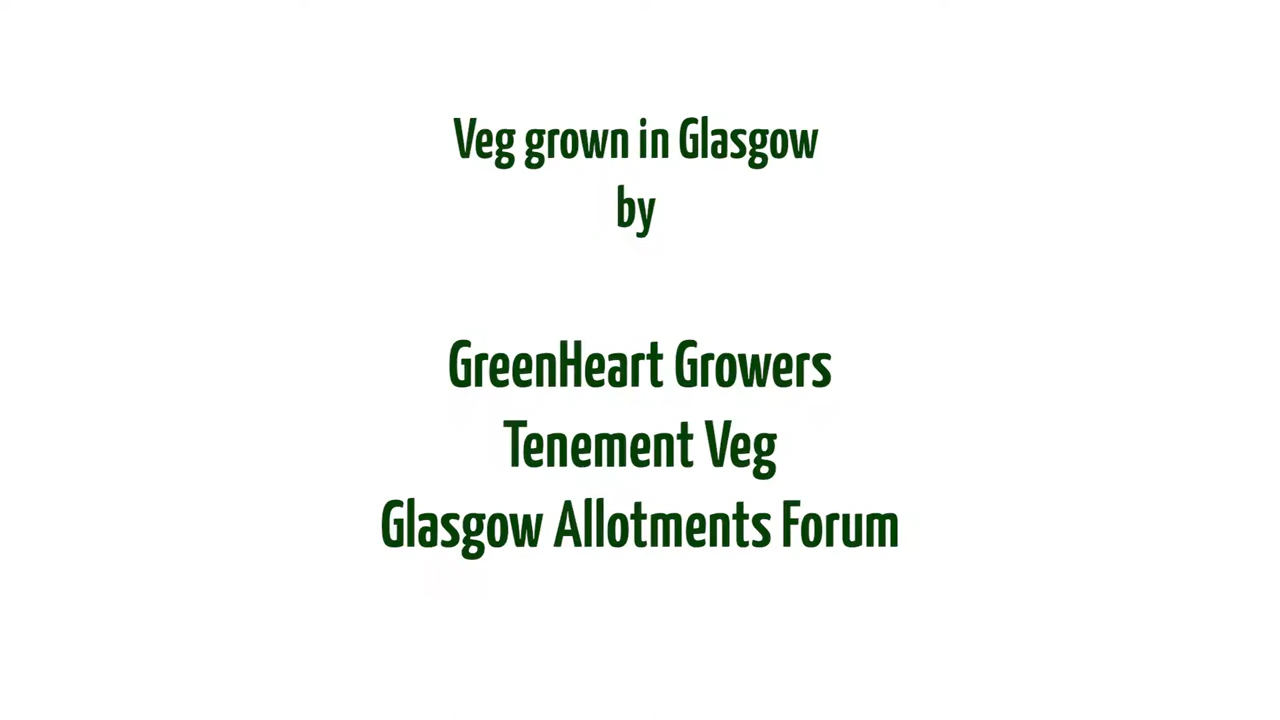 Veg grown in Glasgow
by
GreenHeart Growers
Tenement Veg
Glasgow Allotments Forum